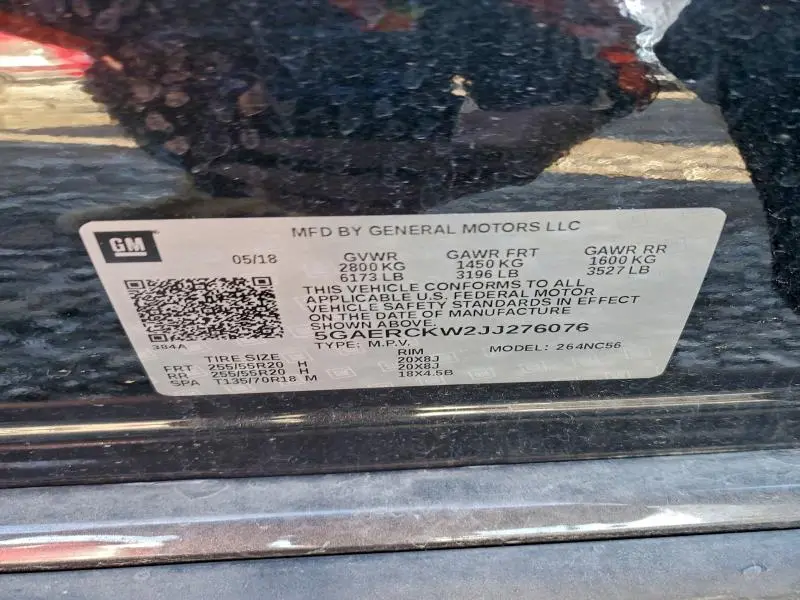 GM
MFD BY GENERAL MOTORS LLC
05/18
GVWR GAWR FRT GAWR RR
2800 KG 1450 KG 1600 KG
6173 LB 3196 LB 3527 LB
THIS VEHICLE CONFORMS TO ALL
APPLICABLE U.S. FEDERAL MOTOR
VEHICLE SAFETY STANDARDS IN EFFECT
ON THE DATE OF MANUFACTURE
SHOWN ABOVE.
5GAERCKW2JJ276076
384A
TYPE: M.P.V. MODEL: 264NC56
TIRE SIZE RIM
FRT 255/55R20 H 20X8J
RR 255/55R20 H 20X8J
SPA T135/70R18 M 18X4.5B